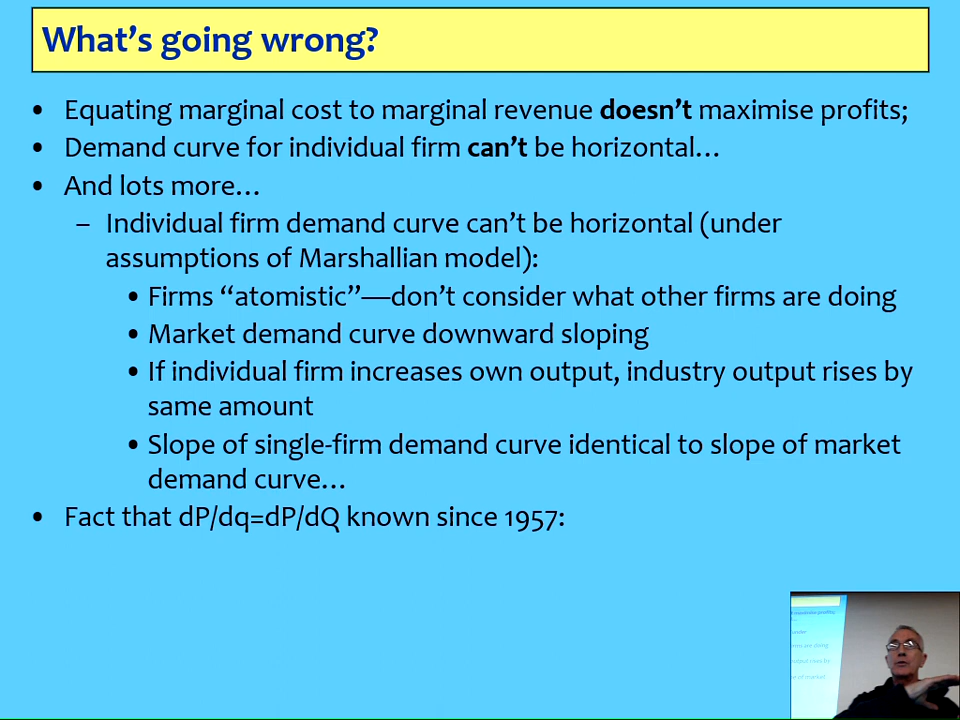 What's going wrong?
• Equating marginal cost to marginal revenue doesn't maximise profits;
• Demand curve for individual firm can't be horizontal…
• And lots more…
– Individual firm demand curve can't be horizontal (under
assumptions of Marshallian model):
• Firms “atomistic”—don't consider what other firms are doing
• Market demand curve downward sloping
• If individual firm increases own output, industry output rises by
same amount
• Slope of single-firm demand curve identical to slope of market
demand curve…
• Fact that dP/dq=dP/dQ known since 1957: